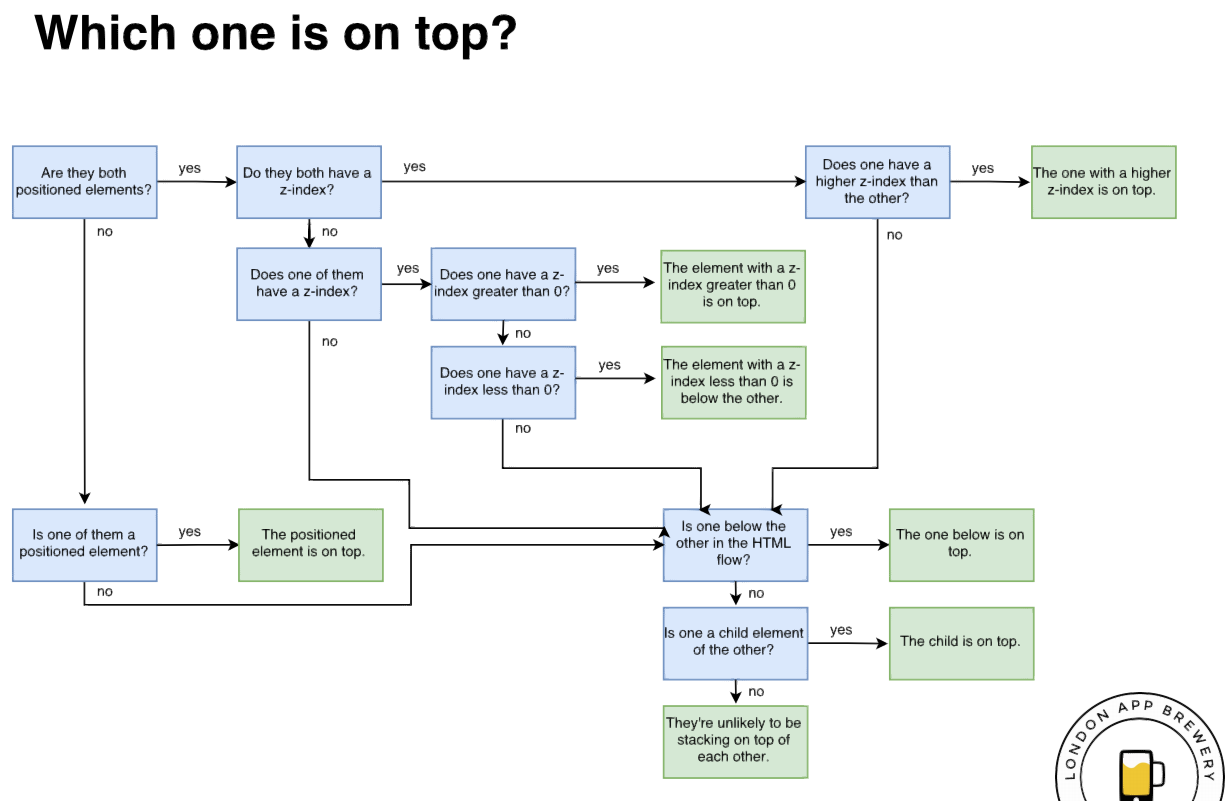 Which one is on top?
Are they both
positioned elements?
yes
Do they both have a
z-index?
yes
Does one have a
higher z-index than
the other?
yes
The one with a higher
z-index is on top.
no
no
no
Does one of them
have a z-index?
yes
Does one have a z-
index greater than 0?
yes
The element with a z-
index greater than 0
is on top.
no
no
Does one have a z-
index less than 0?
yes
The element with a z-
index less than 0 is
below the other.
no
Is one of them a
positioned element?
yes
The positioned
element is on top.
no
Is one below the
other in the HTML
flow?
yes
The one below is on
top.
no
Is one a child element
of the other?
yes
The child is on top.
no
They're unlikely to be
stacking on top of
each other.
LONDON APP BREWERY